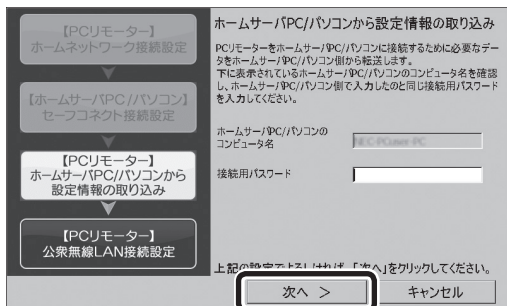 【PCリモーター】
ホームネットワーク接続設定
【ホームサーバPC/パソコン】
セーフコネクト接続設定
【PCリモーター】
ホームサーバPC/パソコンから
設定情報の取り込み
【PCリモーター】
公衆無線LAN接続設定
ホームサーバPC/パソコンから設定情報の取り込み
PCリモーターをホームサーバPC/パソコンに接続するために必要なデー
タをホームサーバPC/パソコン側から転送します。
下に表示されているホームサーバPC/パソコンのコンピュータ名を確認
し、ホームサーバPC/パソコン側で入力したのと同じ接続用パスワード
を入力してください。
ホームサーバPC/パソコンの
コンピュータ名
NEC-PCuser-PC
接続用パスワード
上記の設定でよろしければ、「次へ」をクリックしてください。
次へ >
キャンセル